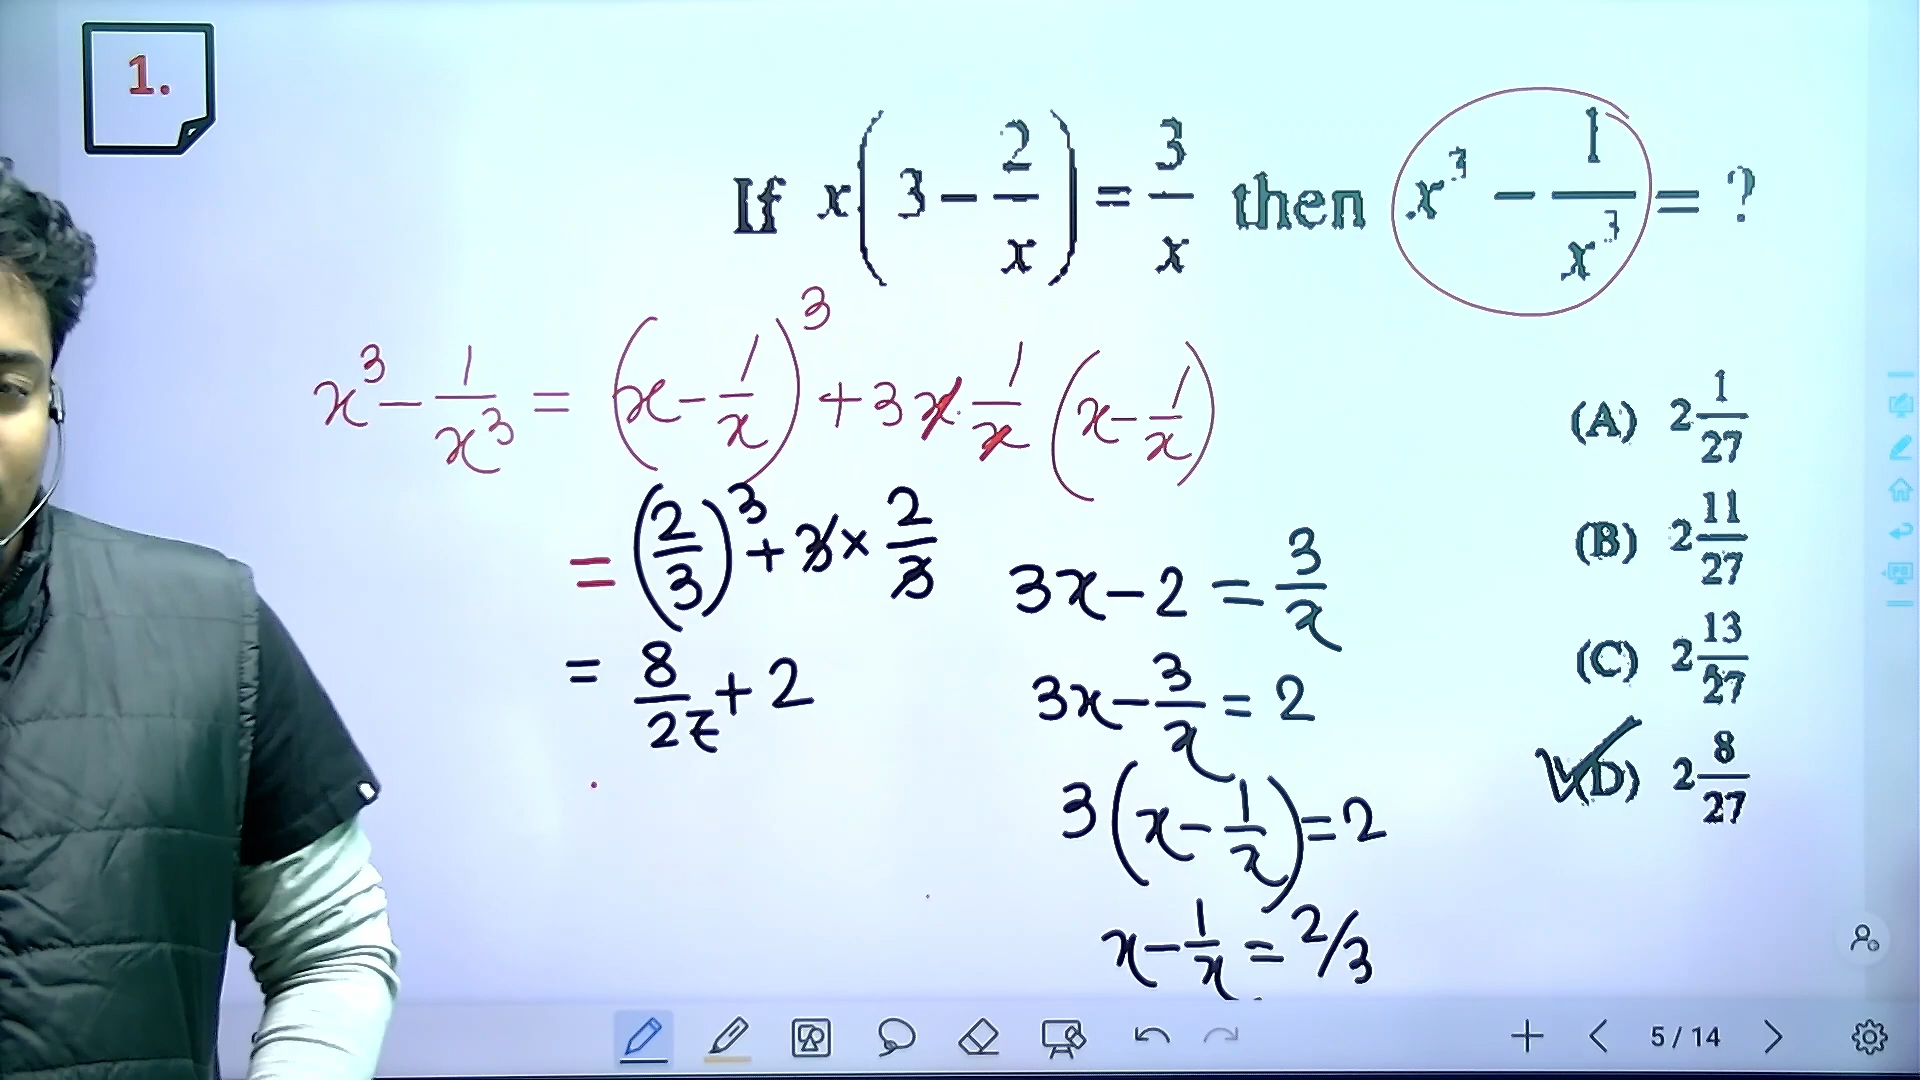 1.
If x(3 - 2/x) = 3/x then x³ - 1/x³ = ?
x³ - 1/x³ = (x - 1/x)³ + 3x·1/x (x - 1/x)
= (2/3)³ + 3 × 2/3
= 8/27 + 2
3x - 2 = 3/x
3x - 3/x = 2
3(x - 1/x) = 2
x - 1/x = 2/3
(A) 2 1/27
(B) 2 11/27
(C) 2 13/27
(D) 2 8/27
5 / 14